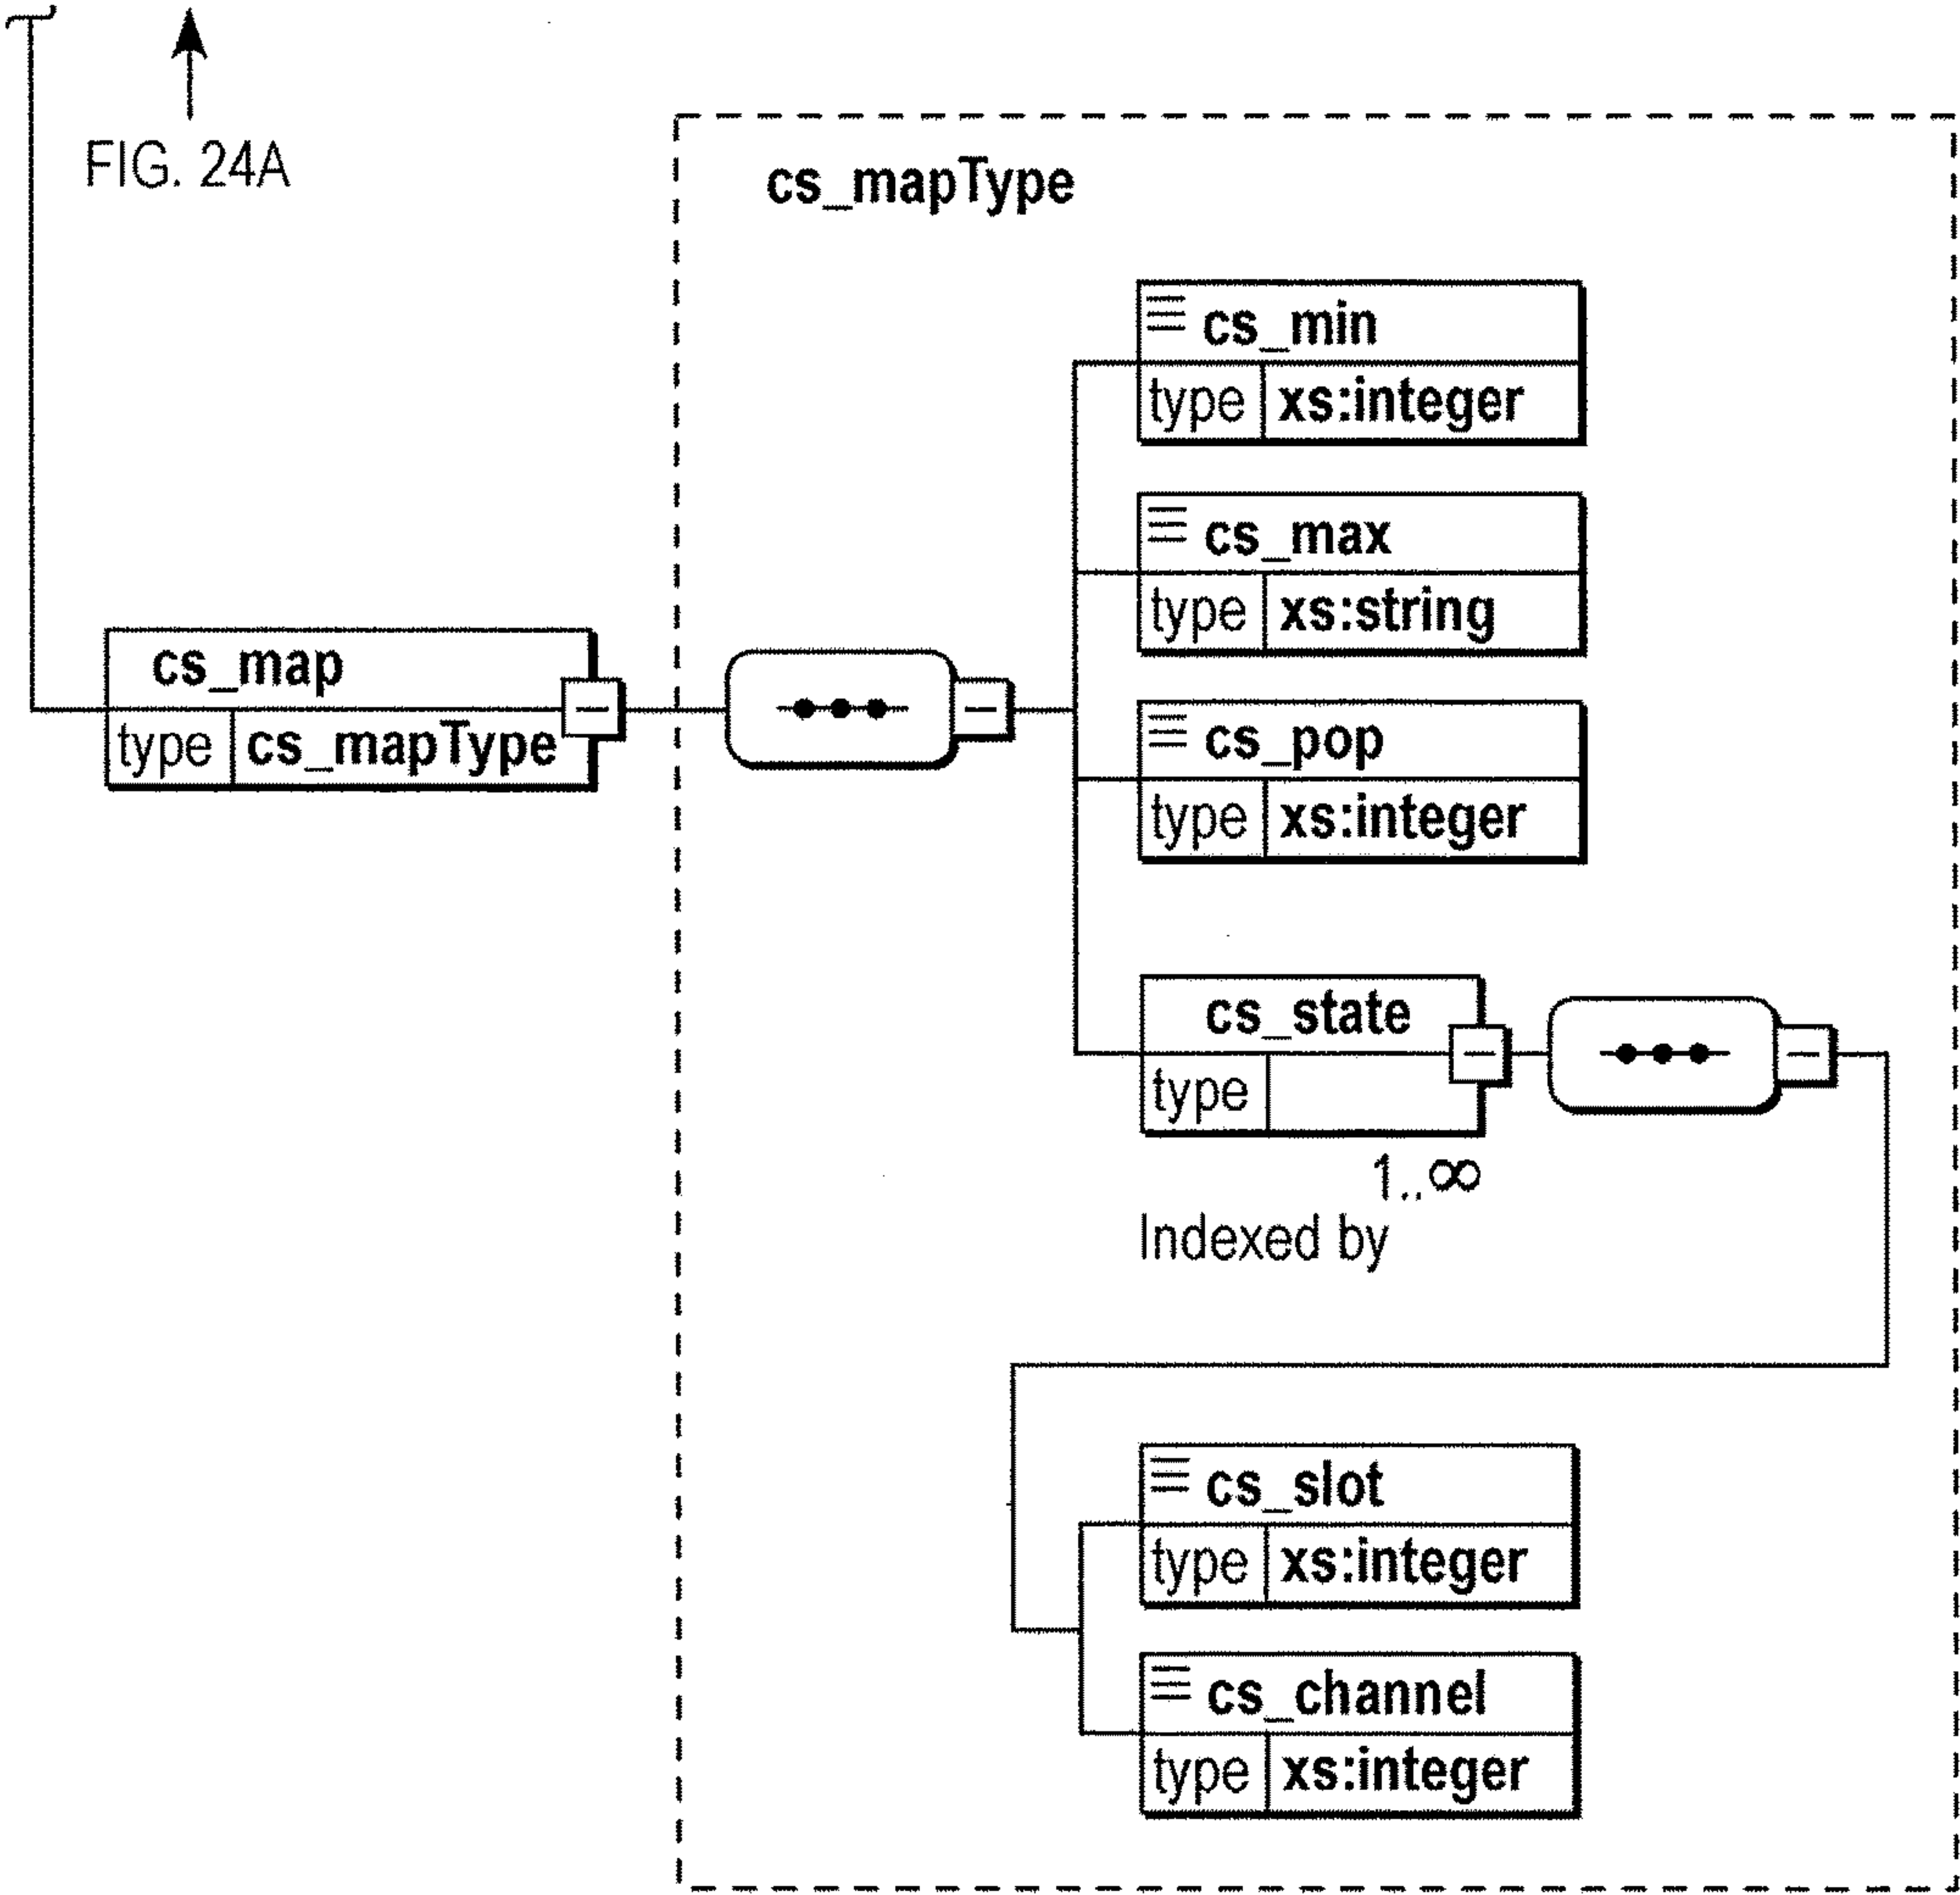 FIG. 24A
cs_mapType
cs_min
type xs:integer
cs_max
type xs:string
cs_map
type cs_mapType
cs_pop
type xs:integer
cs_state
type
1..∞
Indexed by
cs_slot
type xs:integer
cs_channel
type xs:integer